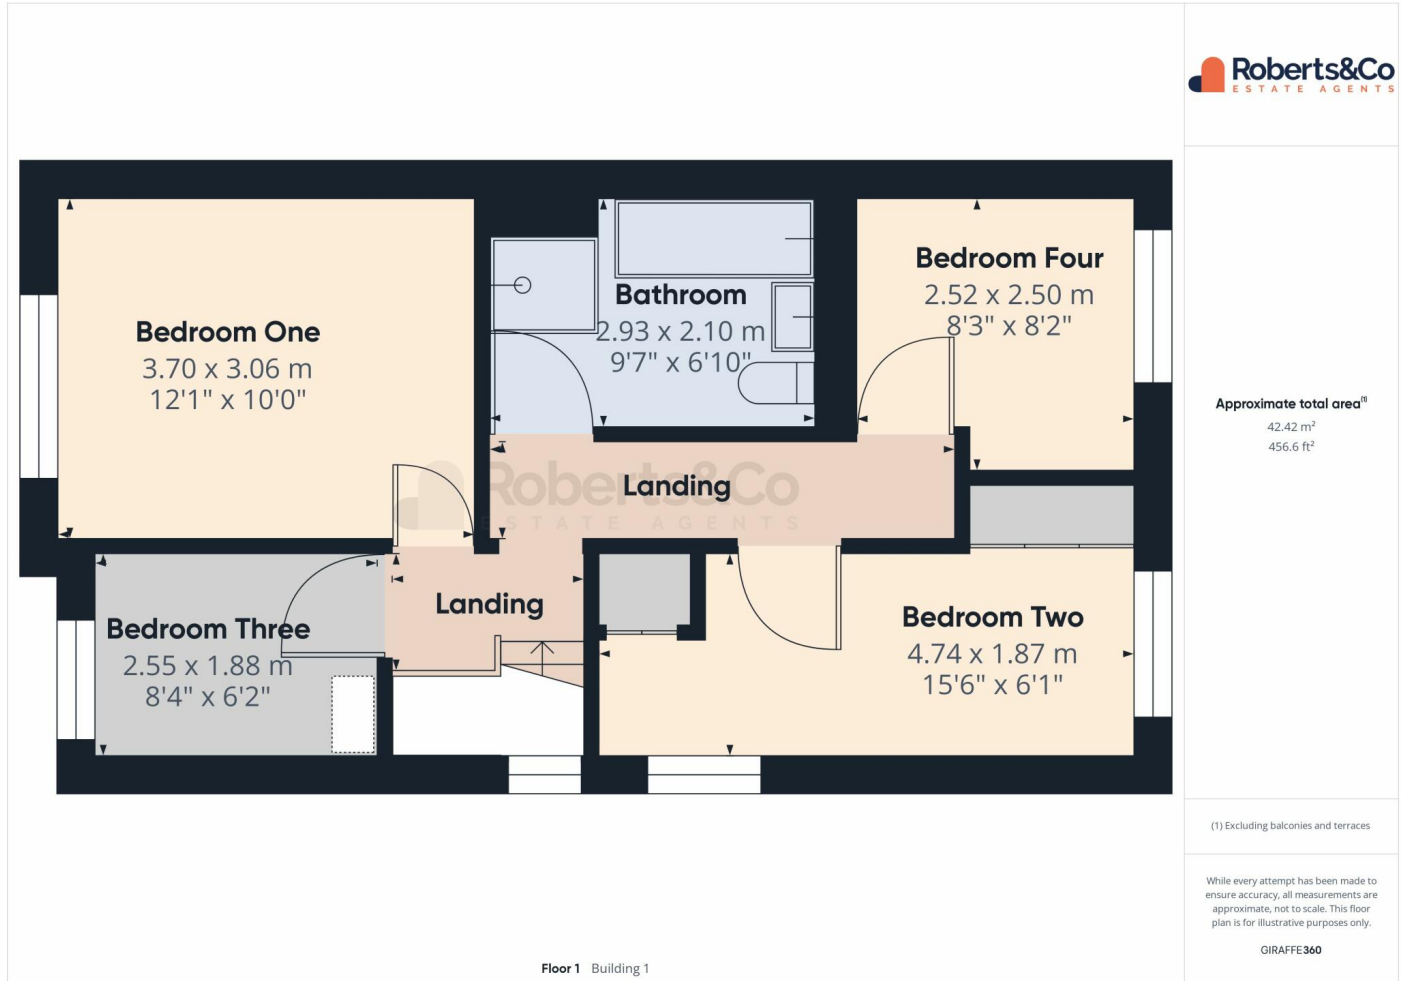 Roberts&Co
ESTATE AGENTS
Bedroom One
3.70 x 3.06 m
12'1" x 10'0"
Bathroom
2.93 x 2.10 m
9'7" x 6'10"
Bedroom Four
2.52 x 2.50 m
8'3" x 8'2"
Landing
Roberts&Co
ESTATE AGENTS
Landing
Bedroom Three
2.55 x 1.88 m
8'4" x 6'2"
Bedroom Two
4.74 x 1.87 m
15'6" x 6'1"
Approximate total area(1)
42.42 m²
456.6 ft²
(1) Excluding balconies and terraces
While every attempt has been made to
ensure accuracy, all measurements are
approximate, not to scale. This floor
plan is for illustrative purposes only.
GIRAFFE360
Floor 1 Building 1